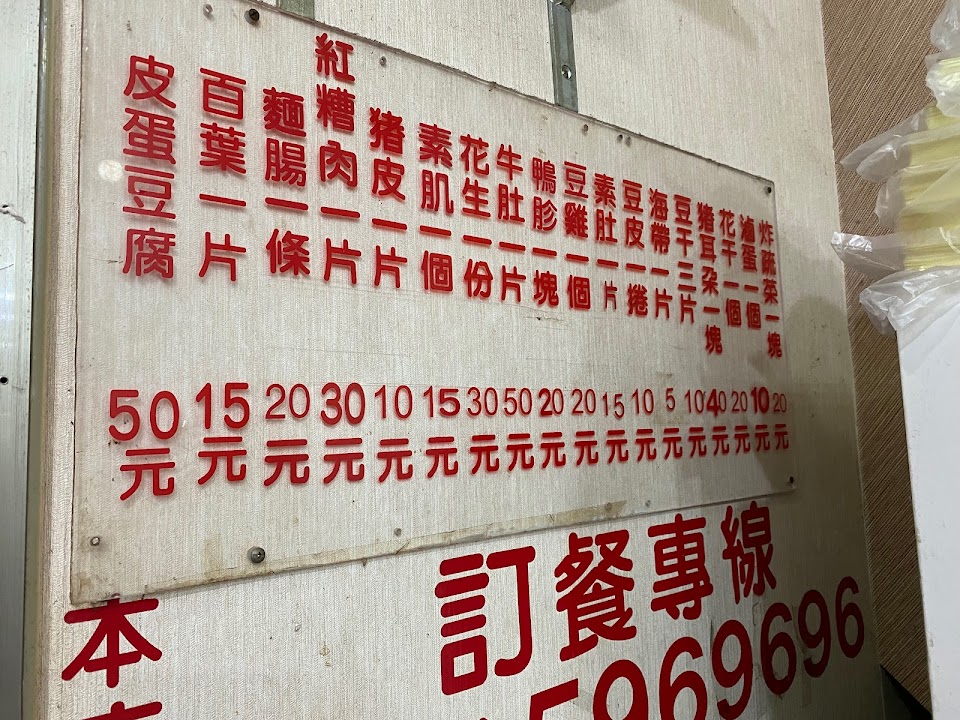 炸蔬菜一塊 20元
滷蛋一個 10元
花干一個 20元
猪耳朵一塊 40元
豆干三片 10元
海帶一片 5元
豆皮一捲 10元
素肚一片 15元
豆雞一個 20元
鴨胗一塊 20元
牛肚一片 50元
花生一份 30元
素肌一個 15元
猪皮一片 10元
紅糟肉一片 30元
麵腸一條 20元
百葉一片 15元
皮蛋豆腐 50元
訂餐專線
5969696
本